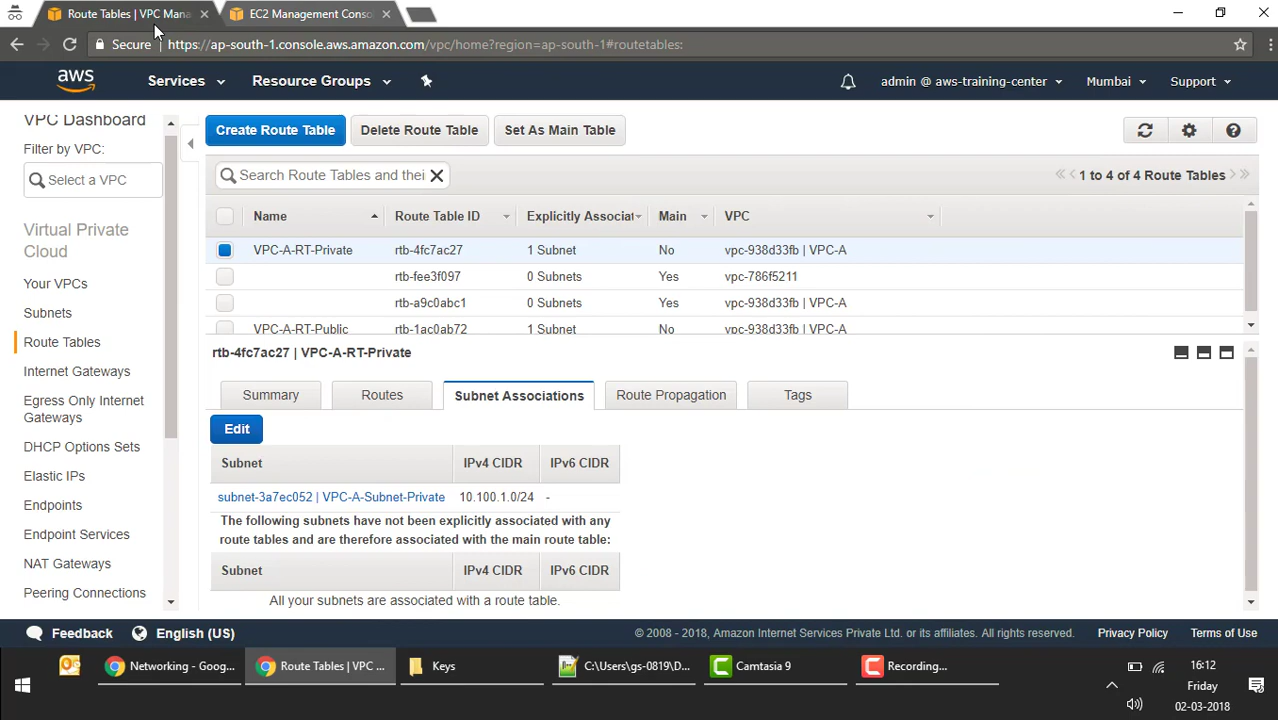 Route Tables | VPC Mana
EC2 Management Conso
Secure
https://ap-south-1.console.aws.amazon.com/vpc/home?region=ap-south-1#routetables:
aws
Services
Resource Groups
admin @ aws-training-center
Mumbai
Support
VPC Dashboard
Filter by VPC:
Select a VPC
Virtual Private
Cloud
Your VPCs
Subnets
Route Tables
Internet Gateways
Egress Only Internet
Gateways
DHCP Options Sets
Elastic IPs
Endpoints
Endpoint Services
NAT Gateways
Peering Connections
Create Route Table
Delete Route Table
Set As Main Table
Search Route Tables and thei
1 to 4 of 4 Route Tables
Name Route Table ID Explicitly Associat Main VPC
VPC-A-RT-Private rtb-4fc7ac27 1 Subnet No vpc-938d33fb | VPC-A
rtb-fee3f097 0 Subnets Yes vpc-786f5211
rtb-a9c0abc1 0 Subnets Yes vpc-938d33fb | VPC-A
VPC-A-RT-Public rtb-1ac0ab72 1 Subnet No vpc-938d33fb | VPC-A
rtb-4fc7ac27 | VPC-A-RT-Private
Summary Routes Subnet Associations Route Propagation Tags
Edit
Subnet IPv4 CIDR IPv6 CIDR
subnet-3a7ec052 | VPC-A-Subnet-Private 10.100.1.0/24 -
The following subnets have not been explicitly associated with any
route tables and are therefore associated with the main route table:
Subnet IPv4 CIDR IPv6 CIDR
All your subnets are associated with a route table.
Feedback
English (US)
© 2008 - 2018, Amazon Internet Services Private Ltd. or its affiliates. All rights reserved.
Privacy Policy
Terms of Use
Networking - Goog...
Route Tables | VPC ...
Keys
C:\Users\gs-0819\D...
Camtasia 9
Recording...
16:12
Friday
02-03-2018